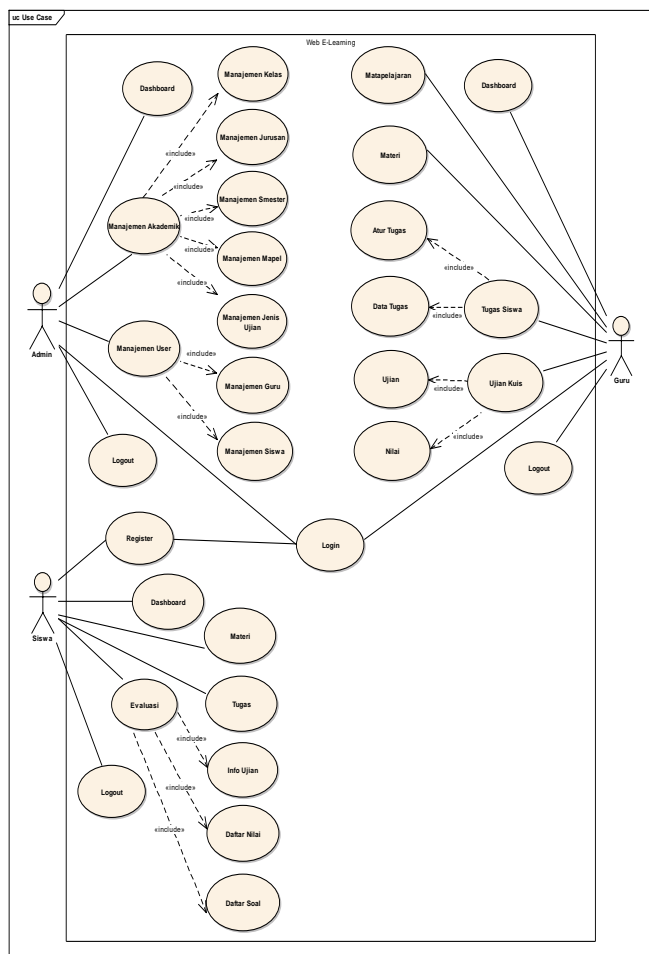 uc Use Case
Web E-Learning
Manajemen Kelas
Matapelajaran
Dashboard
Dashboard
Manajemen Jurusan
Materi
«include»
«include»
Manajemen Smester
«include»
Manajemen Akademik
Atur Tugas
«include»
Manajemen Mapel
«include»
«include»
Manajemen Jenis
Ujian
Data Tugas
«include»
Tugas Siswa
Admin
Manajemen User
«include»
Manajemen Guru
Ujian
«include»
Ujian Kuis
Guru
«include»
Manajemen Siswa
«include»
Nilai
Logout
Logout
Register
Login
Siswa
Dashboard
Materi
Evaluasi
Tugas
«include»
Info Ujian
Logout
«include»
«include»
Daftar Nilai
Daftar Soal